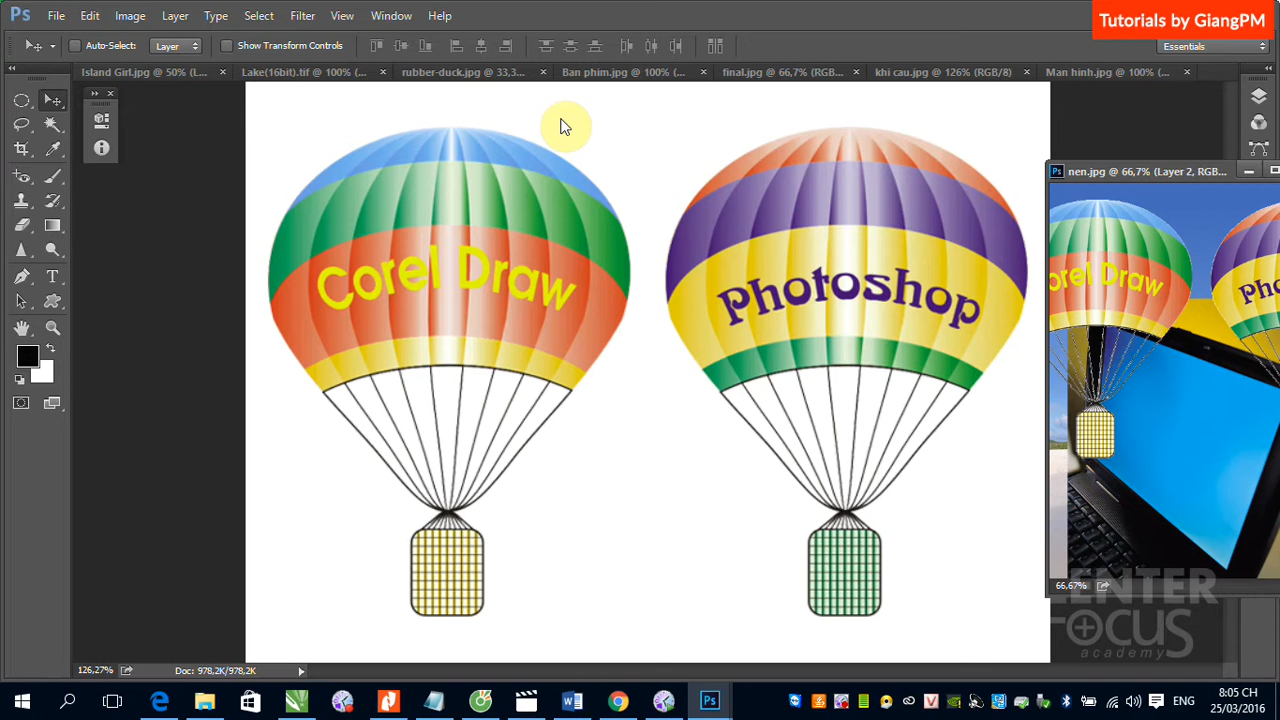 Ps File Edit Image Layer Type Select Filter View Window Help
Tutorials by GiangPM
Auto-Select: Layer Show Transform Controls Essentials
Island Girl.jpg @ 50% (L... × Lake(16bit).tif @ 100% (... × rubber-duck.jpg @ 33,3... × Ban phim.jpg @ 100% (... × final.jpg @ 66,7% (RGB... × khi cau.jpg @ 126% (RGB/8) × Man hinh.jpg @ 100% (... ×
Ps nen.jpg @ 66,7% (Layer 2, RGB...
Corel Draw
Photoshop
Corel Draw
66,67%
CENTER
FOCUS
academy
126,27% Doc: 978,2K/978,2K
ENG
8:05 CH
25/03/2016